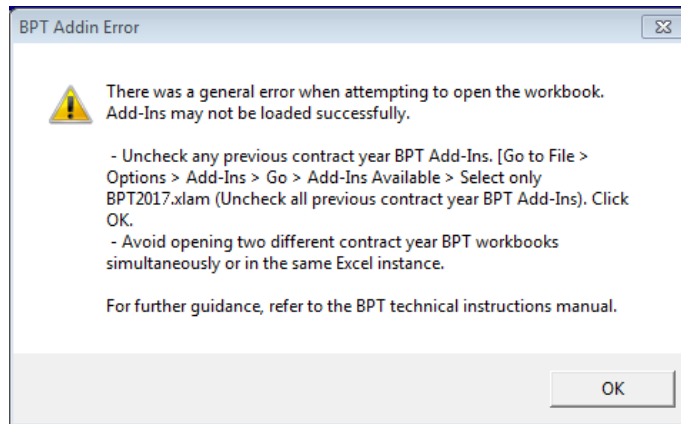 BPT Addin Error
There was a general error when attempting to open the workbook.
Add-Ins may not be loaded successfully.
- Uncheck any previous contract year BPT Add-Ins. [Go to File >
Options > Add-Ins > Go > Add-Ins Available > Select only
BPT2017.xlam (Uncheck all previous contract year BPT Add-Ins). Click
OK.
- Avoid opening two different contract year BPT workbooks
simultaneously or in the same Excel instance.
For further guidance, refer to the BPT technical instructions manual.
OK